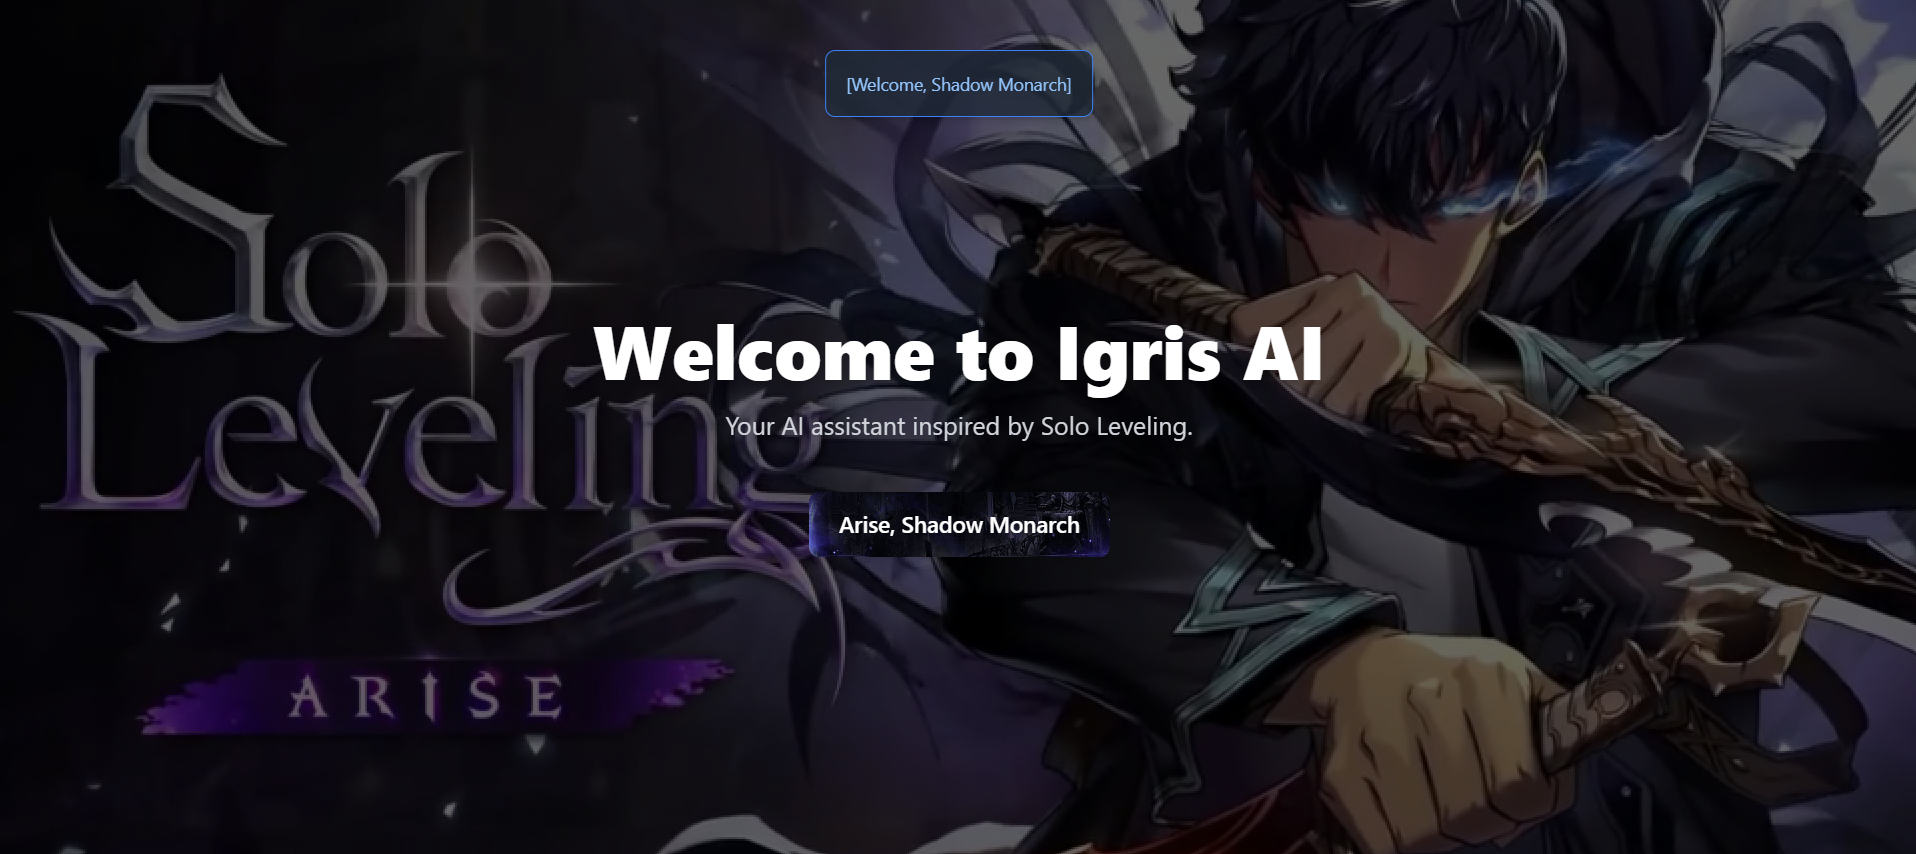 [Welcome, Shadow Monarch]
Solo
Leveling
ARISE
Welcome to Igris AI
Your AI assistant inspired by Solo Leveling.
Arise, Shadow Monarch